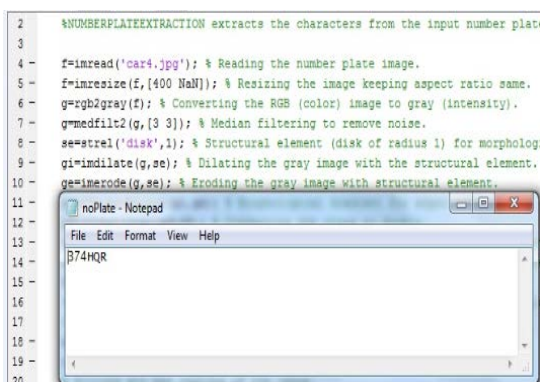 2 %NUMBERPLATEEXTRACTION extracts the characters from the input number plat
3
4 - f=imread('car4.jpg'); % Reading the number plate image.
5 - f=imresize(f,[400 NaN]); % Resizing the image keeping aspect ratio same.
6 - g=rgb2gray(f); % Converting the RGB (color) image to gray (intensity).
7 - g=medfilt2(g,[3 3]); % Median filtering to remove noise.
8 - se=strel('disk',1); % Structural element (disk of radius 1) for morpholog
9 - gi=imdilate(g,se); % Dilating the gray image with the structural element.
10 - ge=imerode(g,se); % Eroding the gray image with structural element.
11 -
noPlate - Notepad
12 -
File Edit Format View Help
13 -
14 -
374HQR
15 -
16
17
18 -
19 -
20